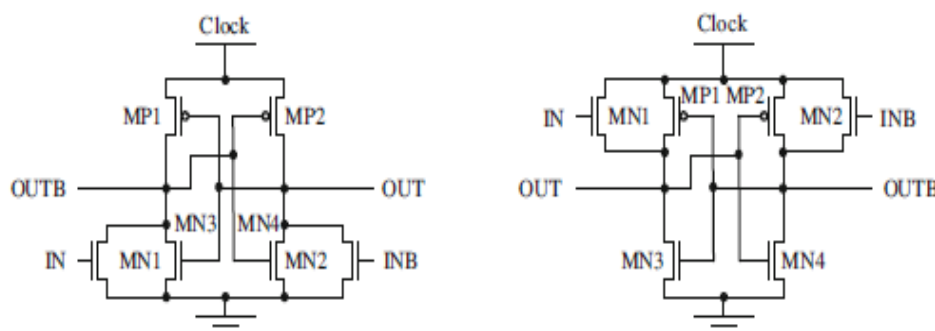 Clock
MP1
MP2
OUTB
OUT
MN3
MN4
IN
MN1
MN2
INB
Clock
IN
MN1
MP1
MP2
MN2
INB
OUT
OUTB
MN3
MN4